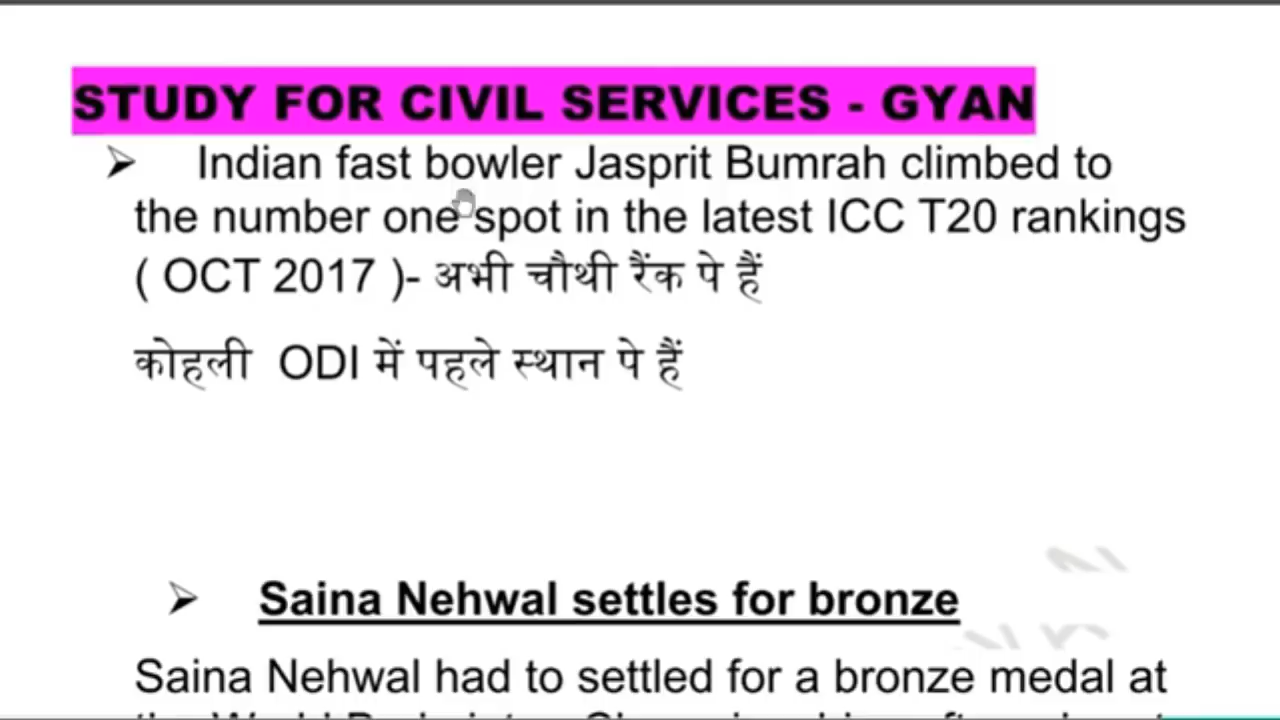 STUDY FOR CIVIL SERVICES - GYAN
Indian fast bowler Jasprit Bumrah climbed to
the number one spot in the latest ICC T20 rankings
( OCT 2017 )- अभी चौथी रैंक पे हैं
कोहली ODI में पहले स्थान पे हैं
Saina Nehwal settles for bronze
Saina Nehwal had to settled for a bronze medal at